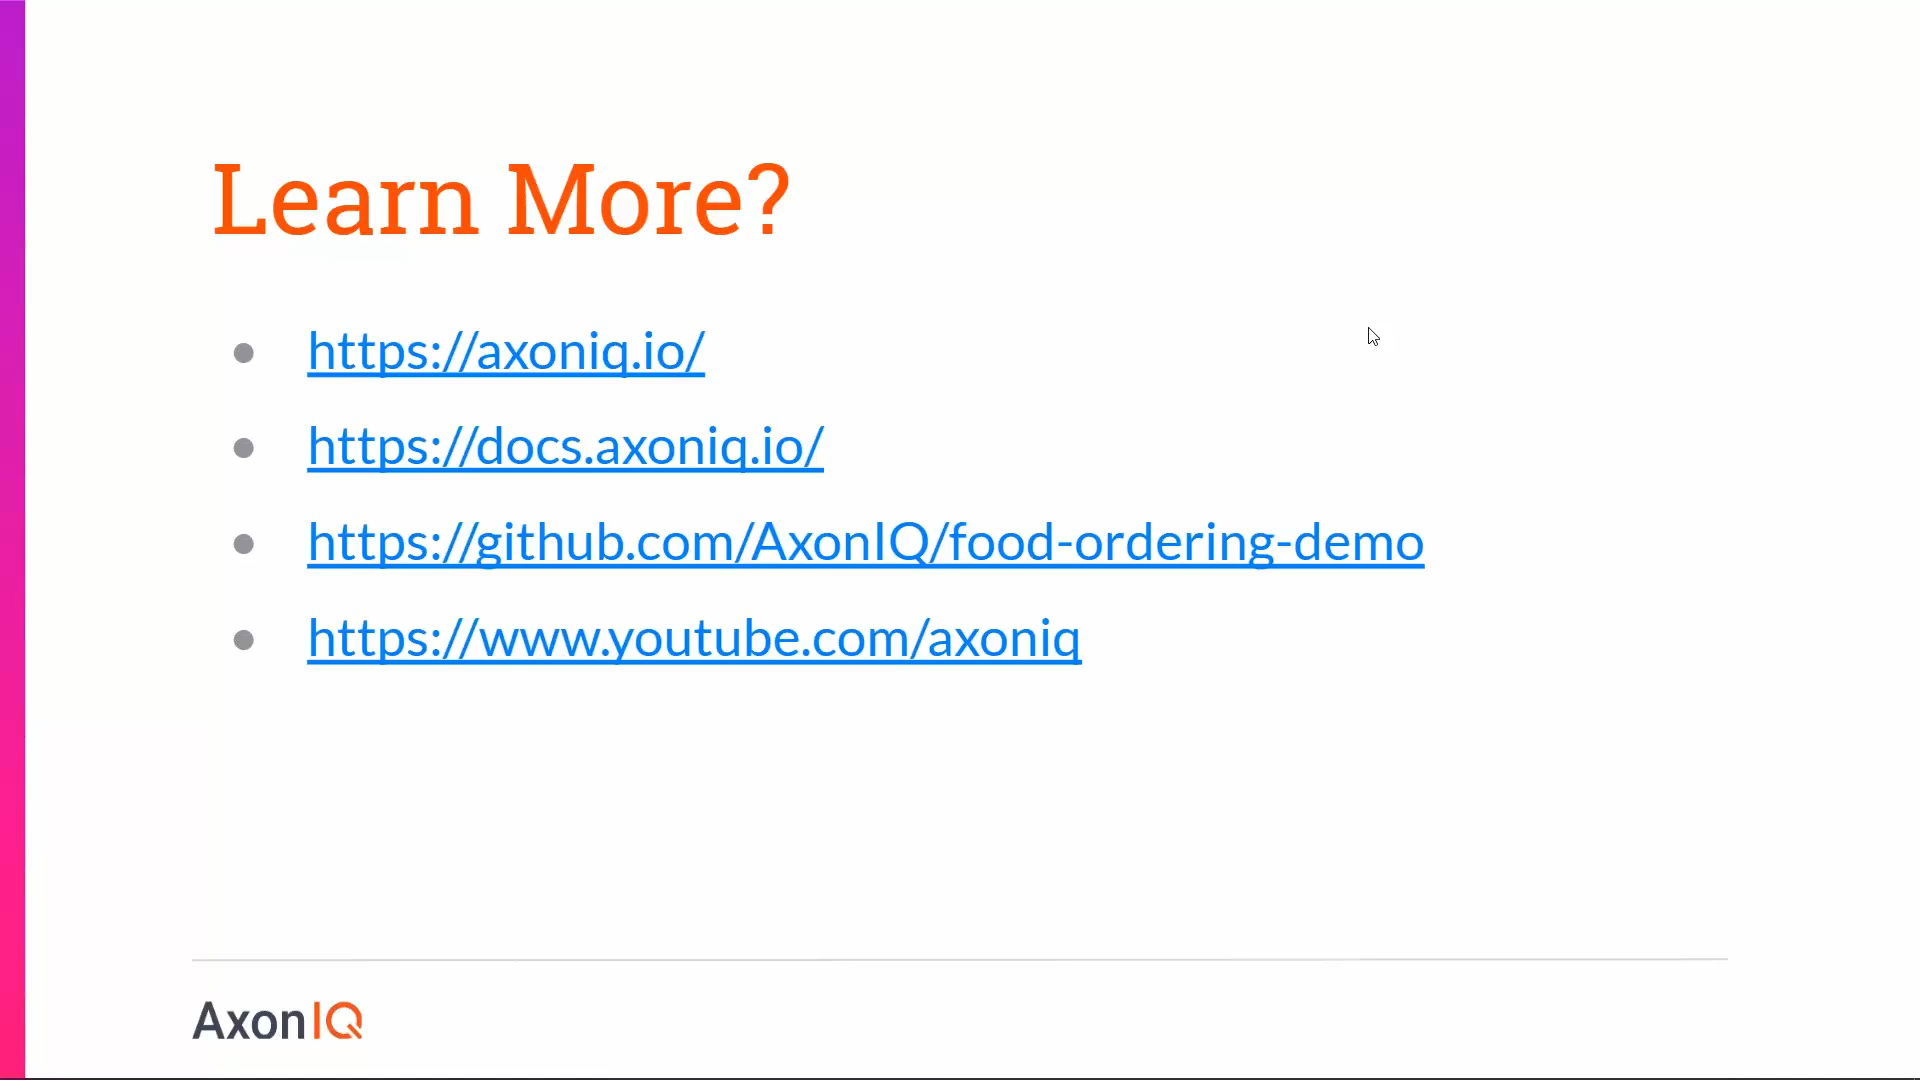 Learn More?
https://axoniq.io/
https://docs.axoniq.io/
https://github.com/AxonIQ/food-ordering-demo
https://www.youtube.com/axoniq
AxonIQ